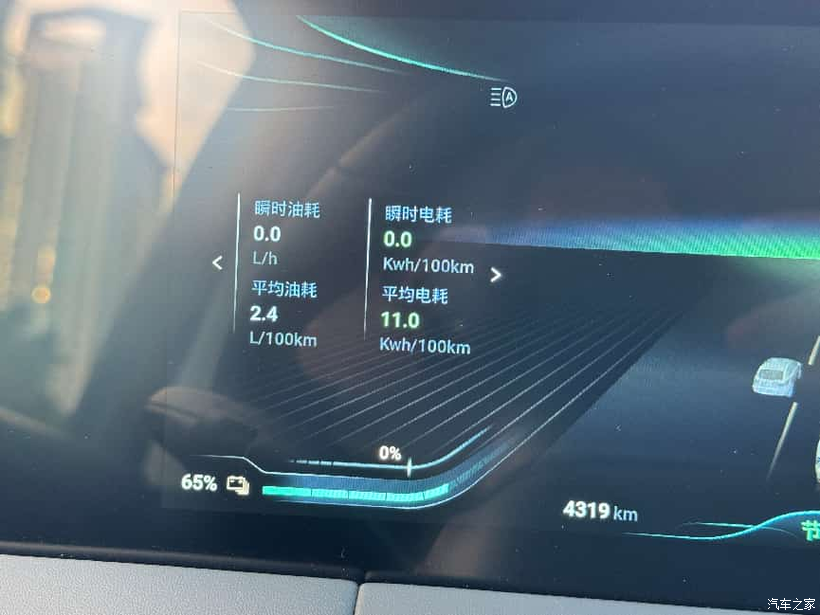 瞬时油耗
0.0
L/h
平均油耗
2.4
L/100km
瞬时电耗
0.0
Kwh/100km
平均电耗
11.0
Kwh/100km
0%
65%
4319 km
节
汽车之家